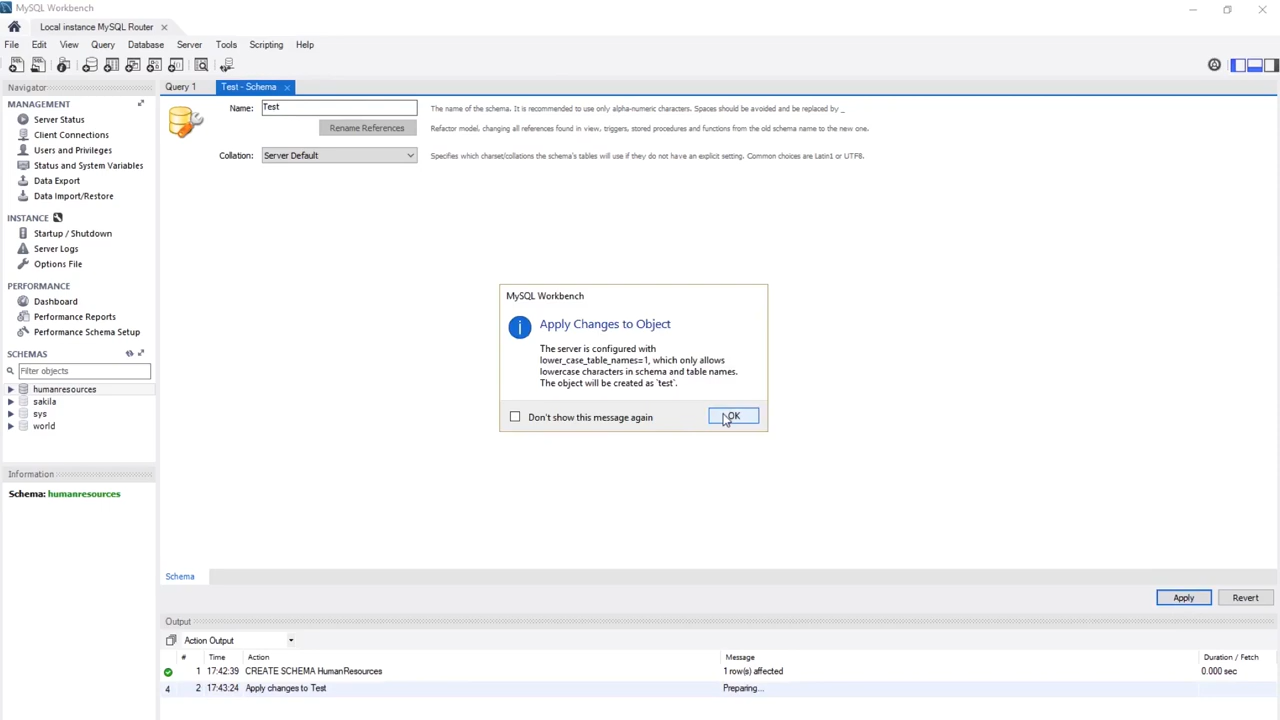 MySQL Workbench
Local instance MySQL Router
File Edit View Query Database Server Tools Scripting Help
Navigator
MANAGEMENT
Server Status
Client Connections
Users and Privileges
Status and System Variables
Data Export
Data Import/Restore
INSTANCE
Startup / Shutdown
Server Logs
Options File
PERFORMANCE
Dashboard
Performance Reports
Performance Schema Setup
SCHEMAS
Filter objects
humanresources
sakila
sys
world
Information
Schema: humanresources
Query 1 Test - Schema
Name: Test The name of the schema. It is recommended to use only alpha-numeric characters. Spaces should be avoided and be replaced by _
Rename References Refactor model, changing all references found in view, triggers, stored procedures and functions from the old schema name to the new one.
Collation: Server Default Specifies which charset/collations the schema's tables will use if they do not have an explicit setting. Common choices are Latin1 or UTF8.
MySQL Workbench
Apply Changes to Object
The server is configured with
lower_case_table_names=1, which only allows
lowercase characters in schema and table names.
The object will be created as `test`.
Don't show this message again OK
Schema
Apply Revert
Output
Action Output
# Time Action Message Duration / Fetch
1 17:42:39 CREATE SCHEMA HumanResources 1 row(s) affected 0.000 sec
4 2 17:43:24 Apply changes to Test Preparing...